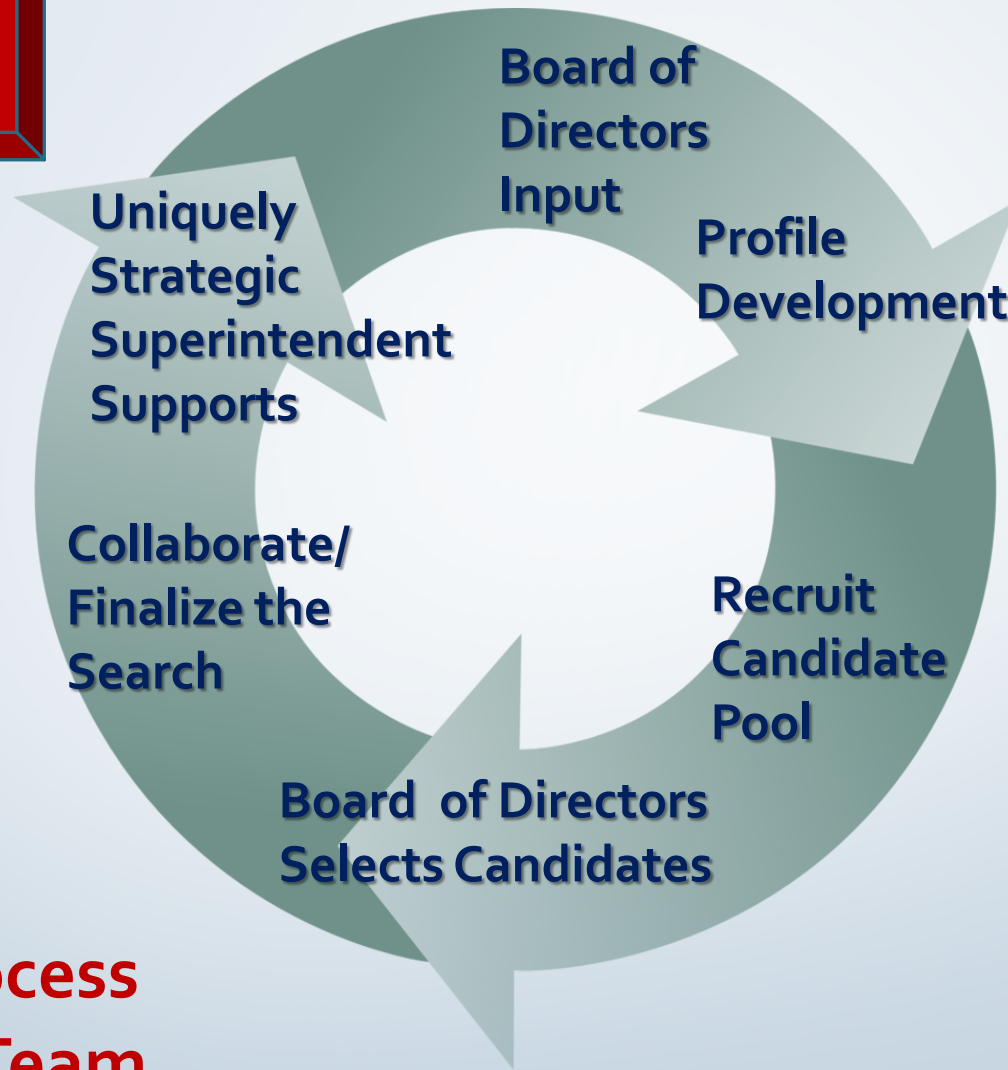 Board of
Directors
Input
Profile
Development
Recruit
Candidate
Pool
Board of Directors
Selects Candidates
Collaborate/
Finalize the
Search
Uniquely
Strategic
Superintendent
Supports
Team